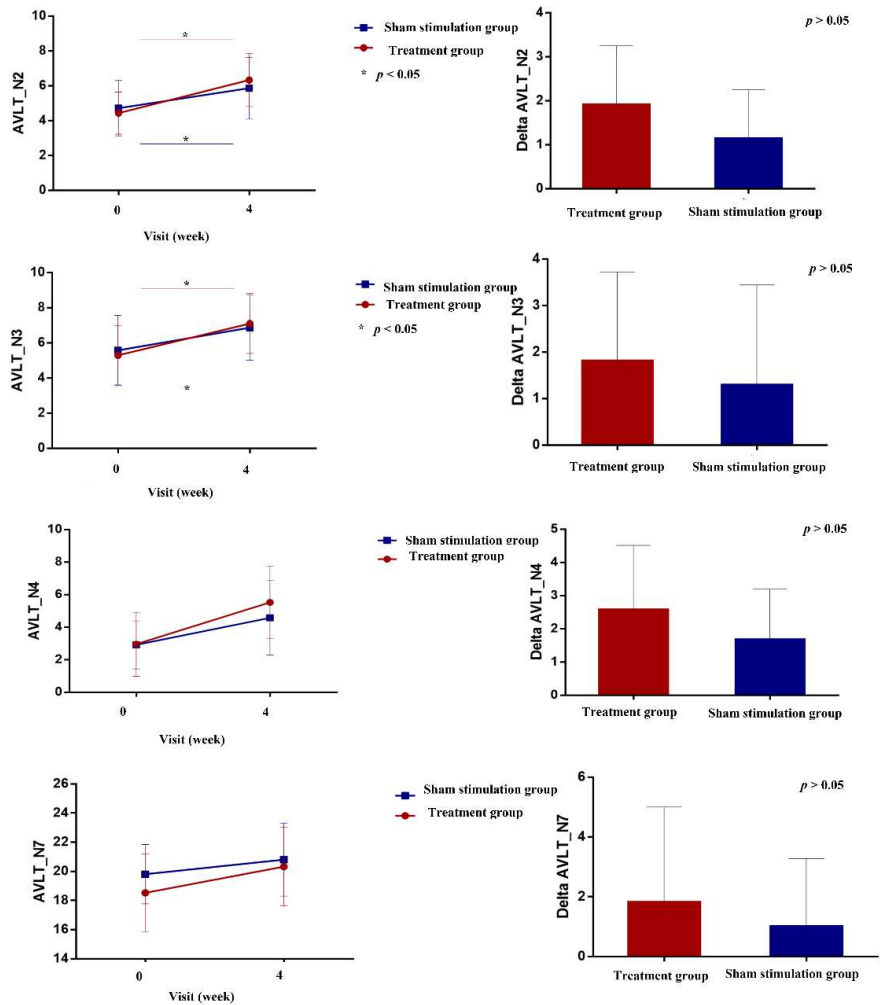 AVLT_N2
10
8
6
4
2
0
*
*
0
4
Visit (week)
Sham stimulation group
Treatment group
* p < 0.05
Delta AVLT_N2
4
3
2
1
0
p > 0.05
Treatment group
Sham stimulation group
AVLT_N3
10
8
6
4
2
0
*
*
0
4
Visit (week)
Sham stimulation group
Treatment group
* p < 0.05
Delta AVLT_N3
4
3
2
1
0
p > 0.05
Treatment group
Sham stimulation group
AVLT_N4
10
8
6
4
2
0
0
4
Visit (week)
Sham stimulation group
Treatment group
Delta AVLT_N4
5
4
3
2
1
0
p > 0.05
Treatment group
Sham stimulation group
AVLT_N7
26
24
22
20
18
16
14
0
4
Visit (week)
Sham stimulation group
Treatment group
Delta AVLT_N7
6
4
2
0
p > 0.05
Treatment group
Sham stimulation group